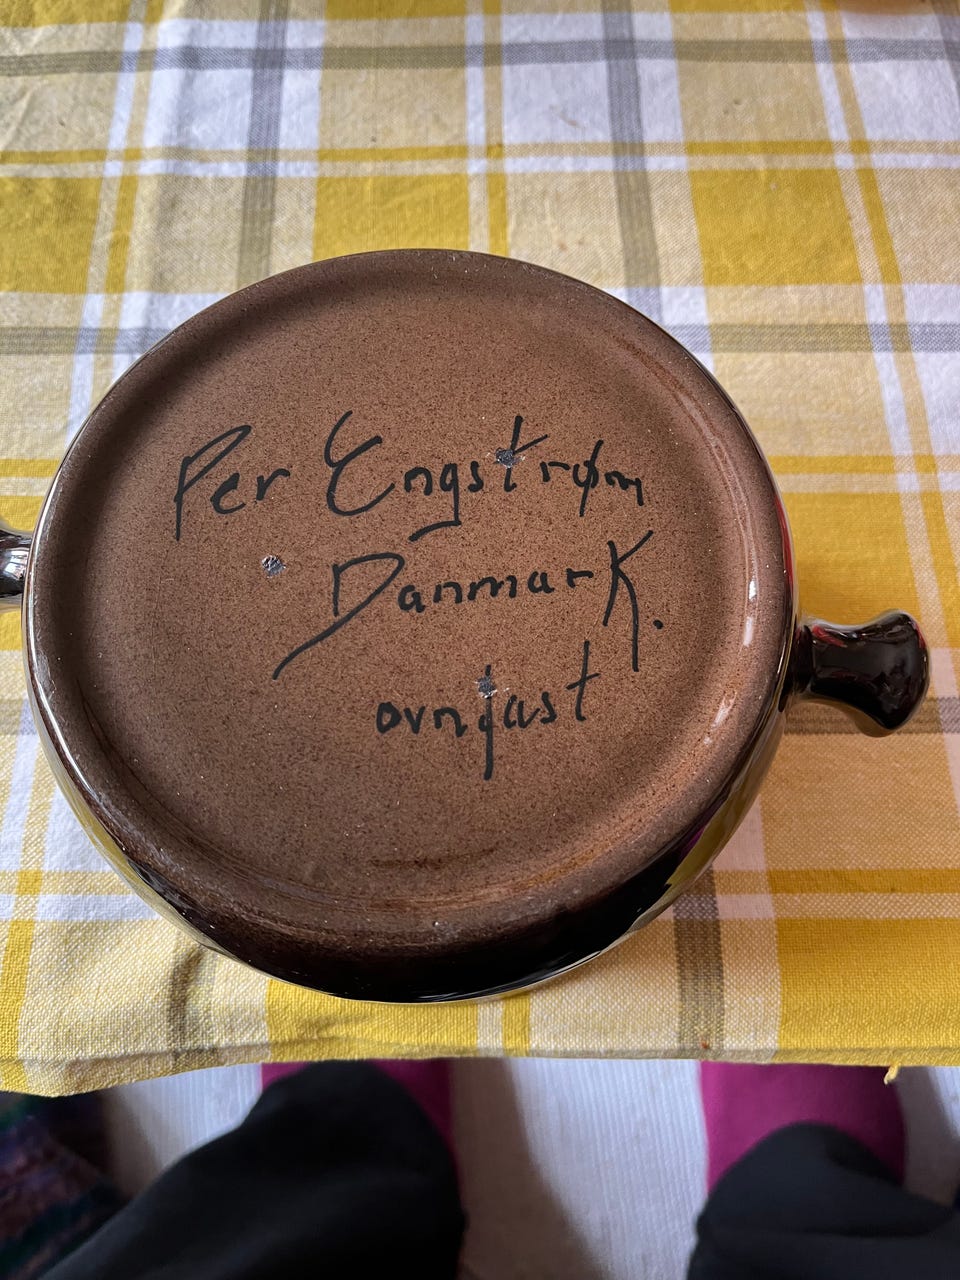 Per Engstrøm
Danmark.
ovnfast